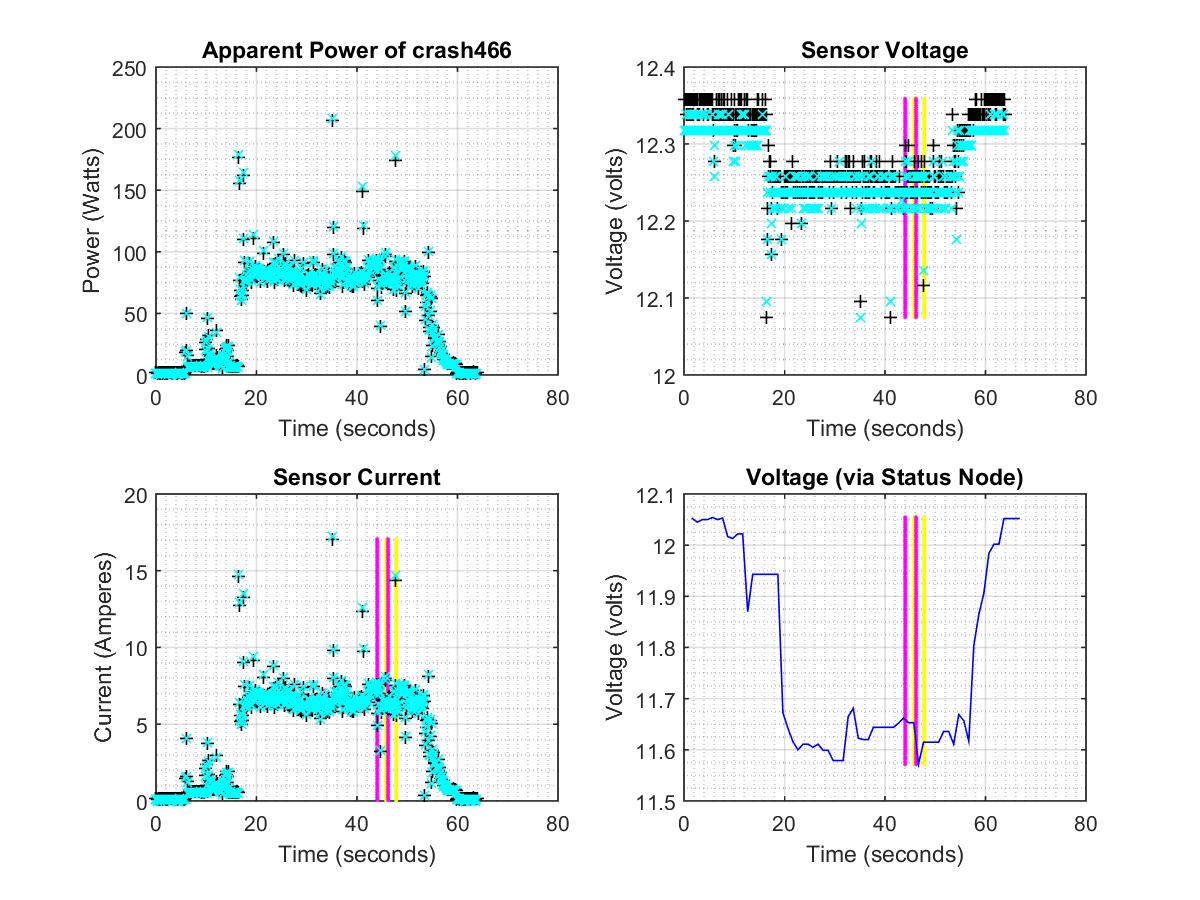 Apparent Power of crash466
250
200
150
100
50
0
Power (Watts)
0 20 40 60 80
Time (seconds)
Sensor Voltage
12.4
12.3
12.2
12.1
12
Voltage (volts)
0 20 40 60 80
Time (seconds)
Sensor Current
20
15
10
5
0
Current (Amperes)
0 20 40 60 80
Time (seconds)
Voltage (via Status Node)
12.1
12
11.9
11.8
11.7
11.6
11.5
Voltage (volts)
0 20 40 60 80
Time (seconds)